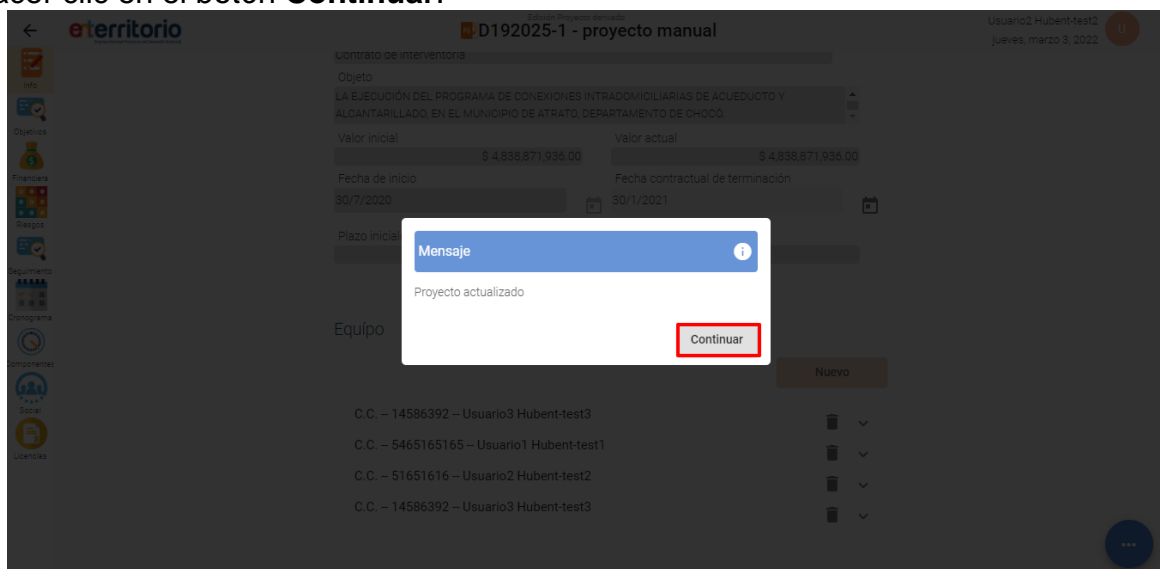 acer clic en el botón Continuar.
Edición Proyecto derivado
eterritorio
D192025-1 - proyecto manual
Usuario2 Hubent-test2
U
jueves, marzo 3, 2022
Info
Objetivos
Financiera
Riesgos
Seguimiento
Cronograma
Componentes
Social
Licencias
Contrato de interventoria
Objeto
LA EJECUCIÓN DEL PROGRAMA DE CONEXIONES INTRADOMICILIARIAS DE ACUEDUCTO Y
ALCANTARILLADO, EN EL MUNICIPIO DE ATRATO, DEPARTAMENTO DE CHOCÓ.
Valor inicial
Valor actual
$ 4,838,871,936.00
$ 4,838,871,936.00
Fecha de inicio
Fecha contractual de terminación
30/7/2020
30/1/2021
Plazo inicial
Mensaje
Proyecto actualizado
Continuar
Equipo
Nuevo
C.C. -- 14586392 -- Usuario3 Hubent-test3
C.C. -- 5465165165 -- Usuario1 Hubent-test1
C.C. -- 51651616 -- Usuario2 Hubent-test2
C.C. -- 14586392 -- Usuario3 Hubent-test3